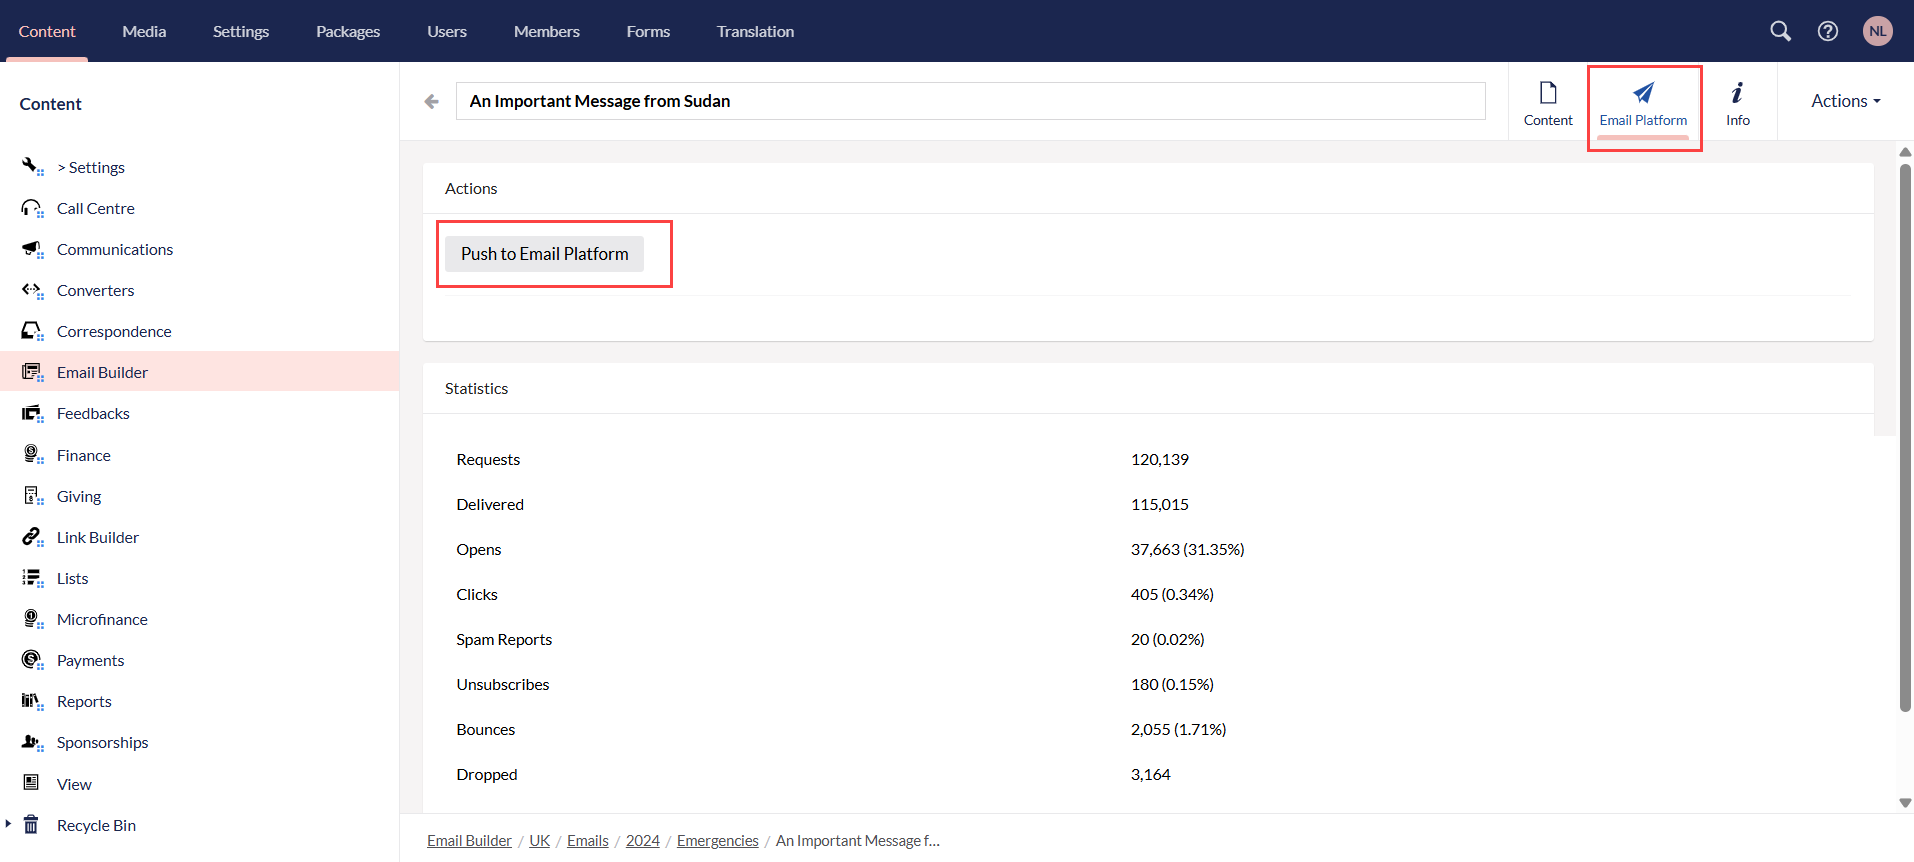 Content Media Settings Packages Users Members Forms Translation NL
Content
> Settings
Call Centre
Communications
Converters
Correspondence
Email Builder
Feedbacks
Finance
Giving
Link Builder
Lists
Microfinance
Payments
Reports
Sponsorships
View
Recycle Bin
An Important Message from Sudan
Content
Email Platform
Info
Actions
Actions
Push to Email Platform
Statistics
Requests 120,139
Delivered 115,015
Opens 37,663 (31.35%)
Clicks 405 (0.34%)
Spam Reports 20 (0.02%)
Unsubscribes 180 (0.15%)
Bounces 2,055 (1.71%)
Dropped 3,164
Email Builder / UK / Emails / 2024 / Emergencies / An Important Message f...